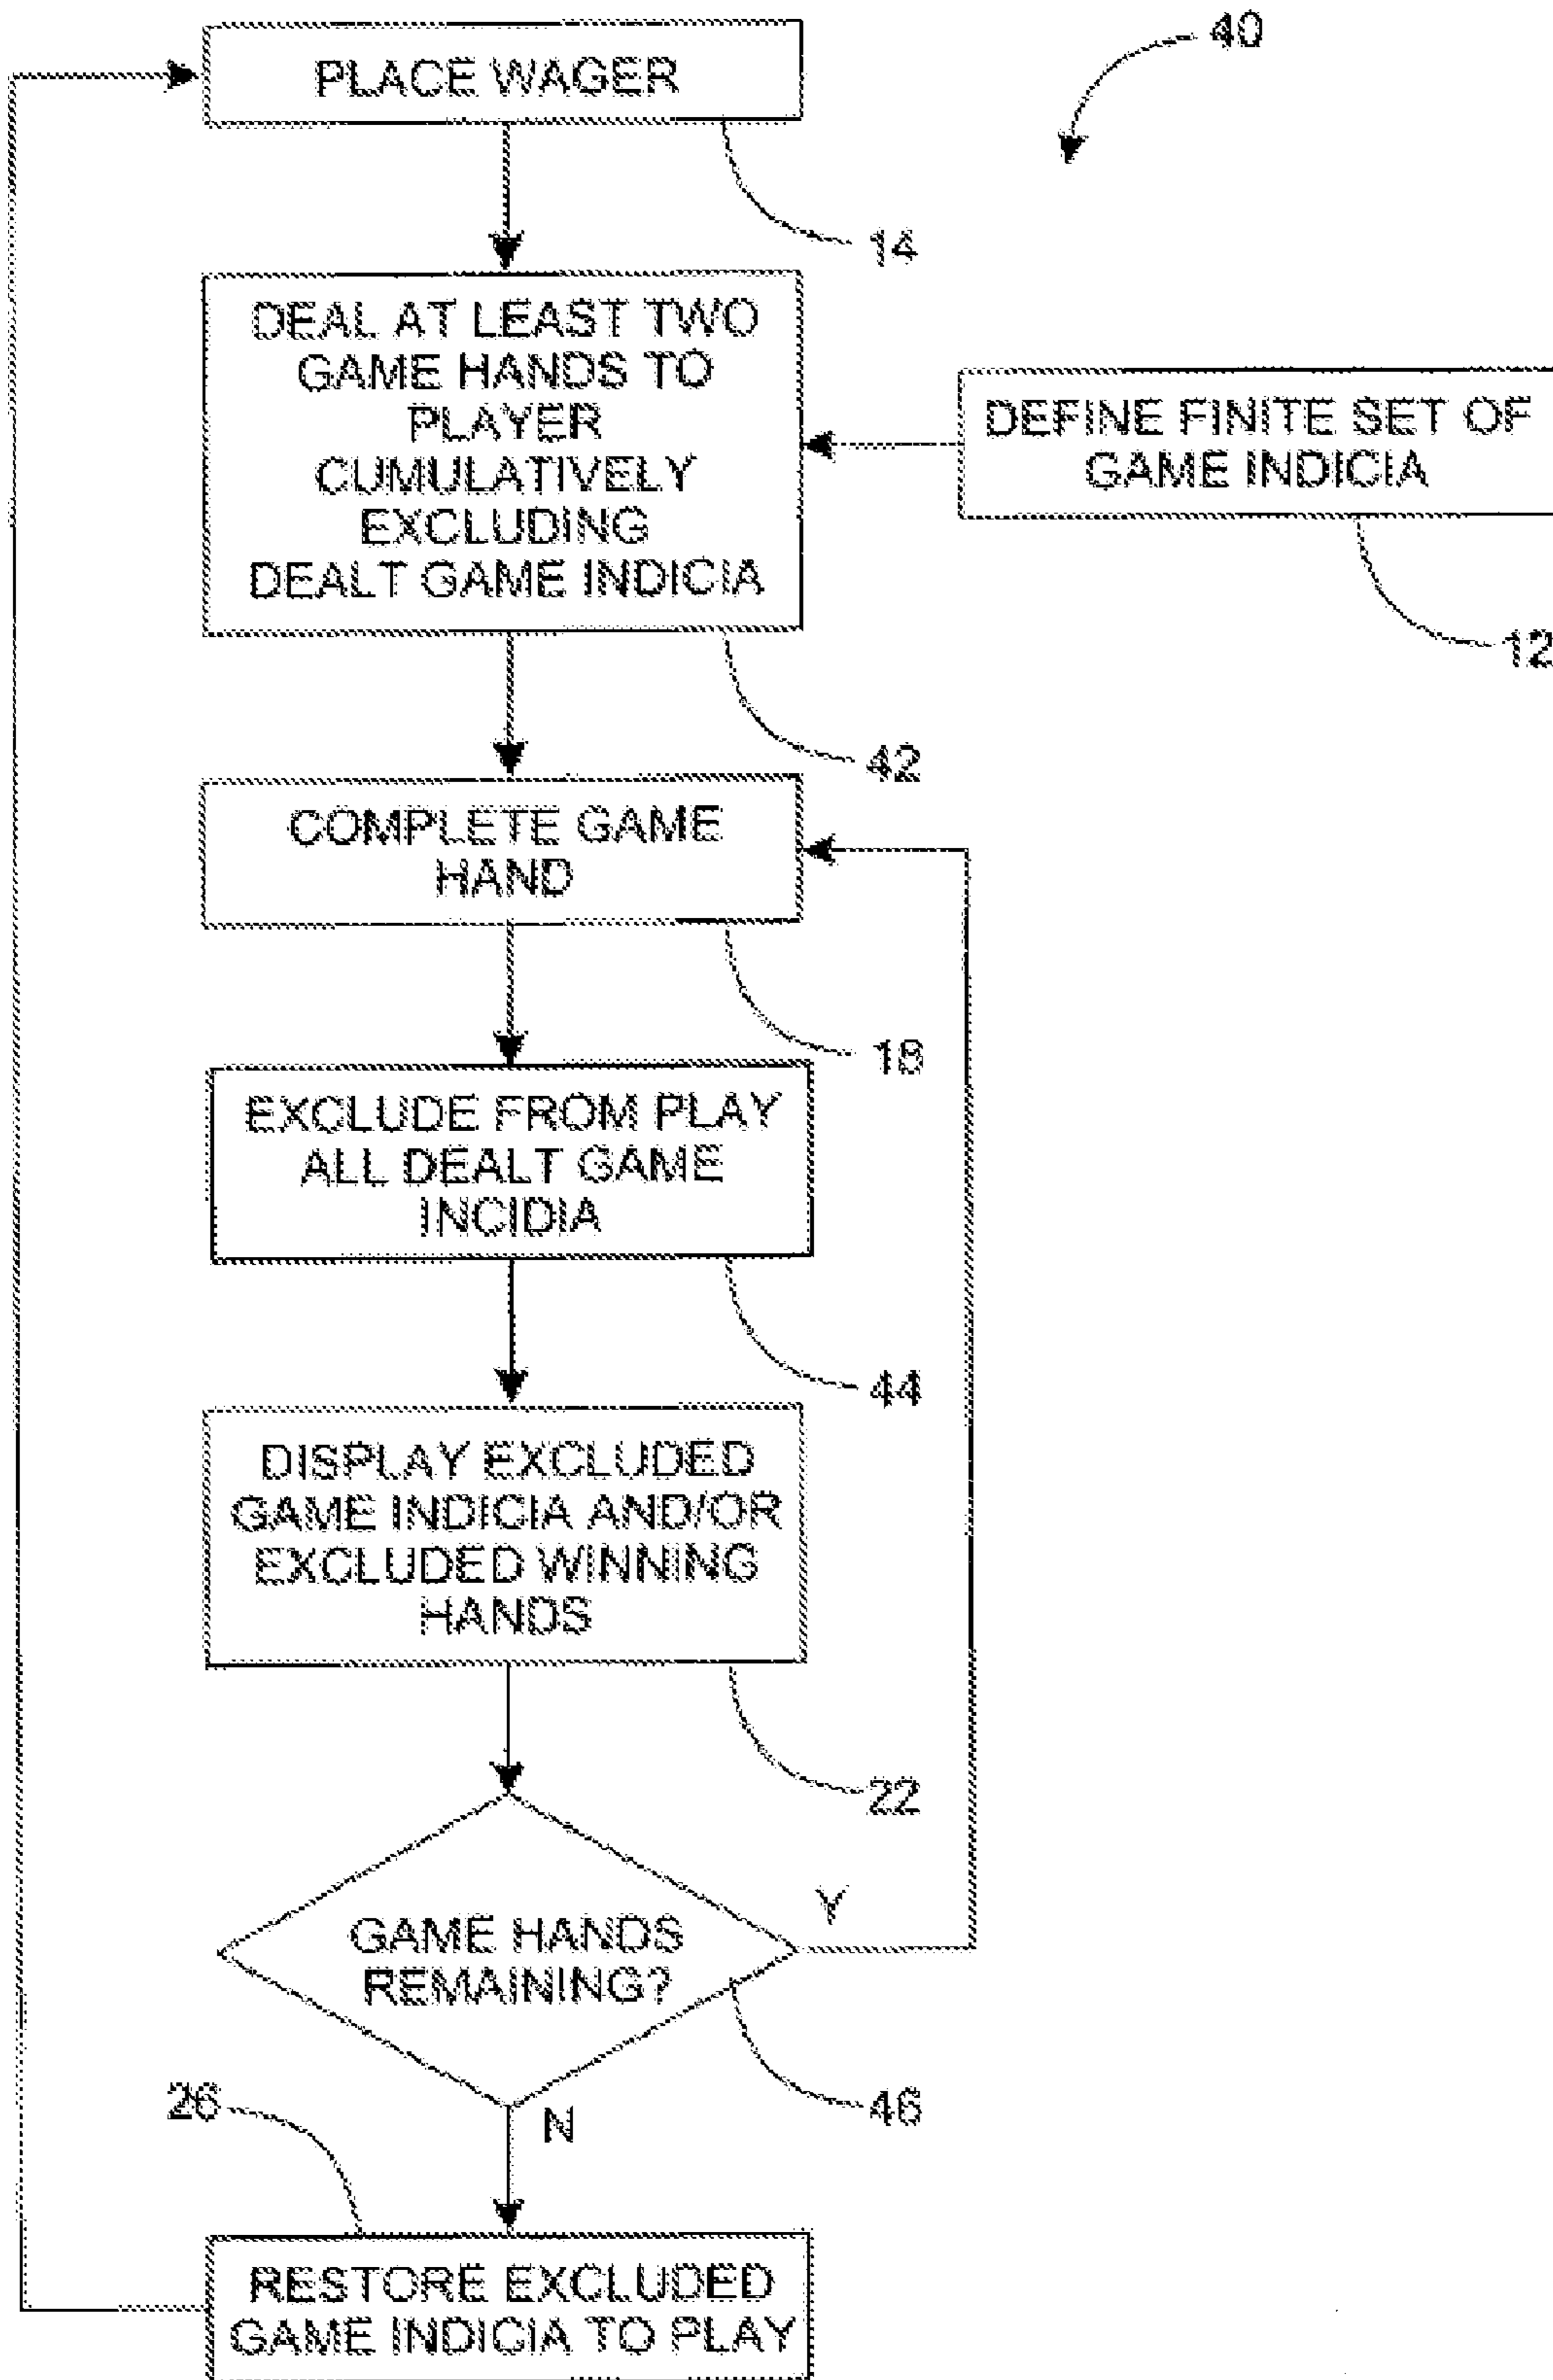 40
PLACE WAGER
14
DEAL AT LEAST TWO
GAME HANDS TO
PLAYER
CUMULATIVELY
EXCLUDING
DEALT GAME INDICIA
42
DEFINE FINITE SET OF
GAME INDICIA
12
COMPLETE GAME
HAND
18
EXCLUDE FROM PLAY
ALL DEALT GAME
INCIDIA
44
DISPLAY EXCLUDED
GAME INDICIA AND/OR
EXCLUDED WINNING
HANDS
22
GAME HANDS
REMAINING?
Y
46
N
26
RESTORE EXCLUDED
GAME INDICIA TO PLAY